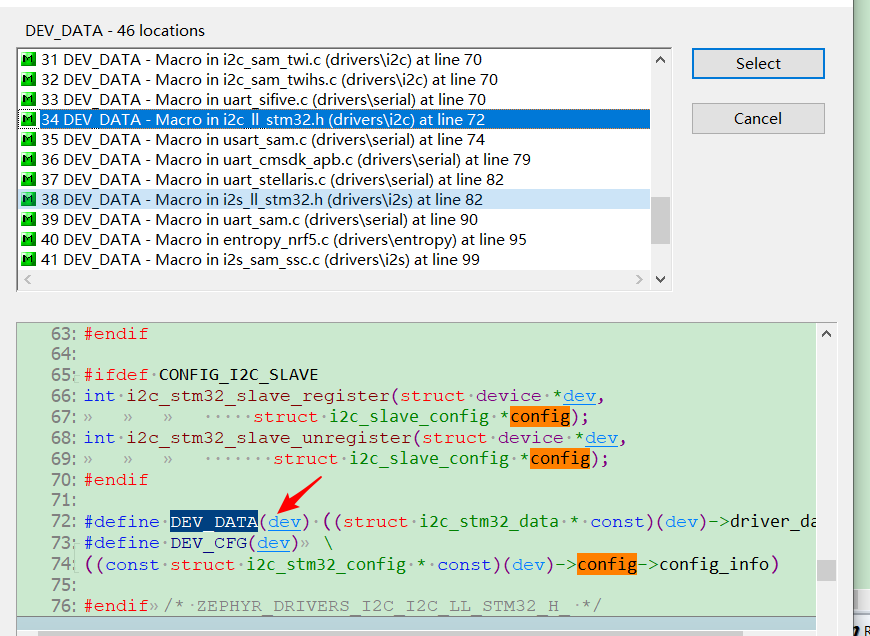 DEV_DATA - 46 locations
31 DEV_DATA - Macro in i2c_sam_twi.c (drivers\i2c) at line 70
32 DEV_DATA - Macro in i2c_sam_twihs.c (drivers\i2c) at line 70
33 DEV_DATA - Macro in uart_sifive.c (drivers\serial) at line 70
34 DEV_DATA - Macro in i2c_ll_stm32.h (drivers\i2c) at line 72
35 DEV_DATA - Macro in usart_sam.c (drivers\serial) at line 74
36 DEV_DATA - Macro in uart_cmsdk_apb.c (drivers\serial) at line 79
37 DEV_DATA - Macro in uart_stellaris.c (drivers\serial) at line 82
38 DEV_DATA - Macro in i2s_ll_stm32.h (drivers\i2s) at line 82
39 DEV_DATA - Macro in uart_sam.c (drivers\serial) at line 90
40 DEV_DATA - Macro in entropy_nrf5.c (drivers\entropy) at line 95
41 DEV_DATA - Macro in i2s_sam_ssc.c (drivers\i2s) at line 99
Select
Cancel
63: #endif
64:
65: #ifdef CONFIG_I2C_SLAVE
66: int i2c_stm32_slave_register(struct device *dev,
67: » » » struct i2c_slave_config *config);
68: int i2c_stm32_slave_unregister(struct device *dev,
69: » » » struct i2c_slave_config *config);
70: #endif
71:
72: #define DEV_DATA(dev) ((struct i2c_stm32_data * const)(dev)->driver_da
73: #define DEV_CFG(dev)» \
74: ((const struct i2c_stm32_config * const)(dev)->config->config_info)
75:
76: #endif» /* ZEPHYR_DRIVERS_I2C_I2C_LL_STM32_H_ */